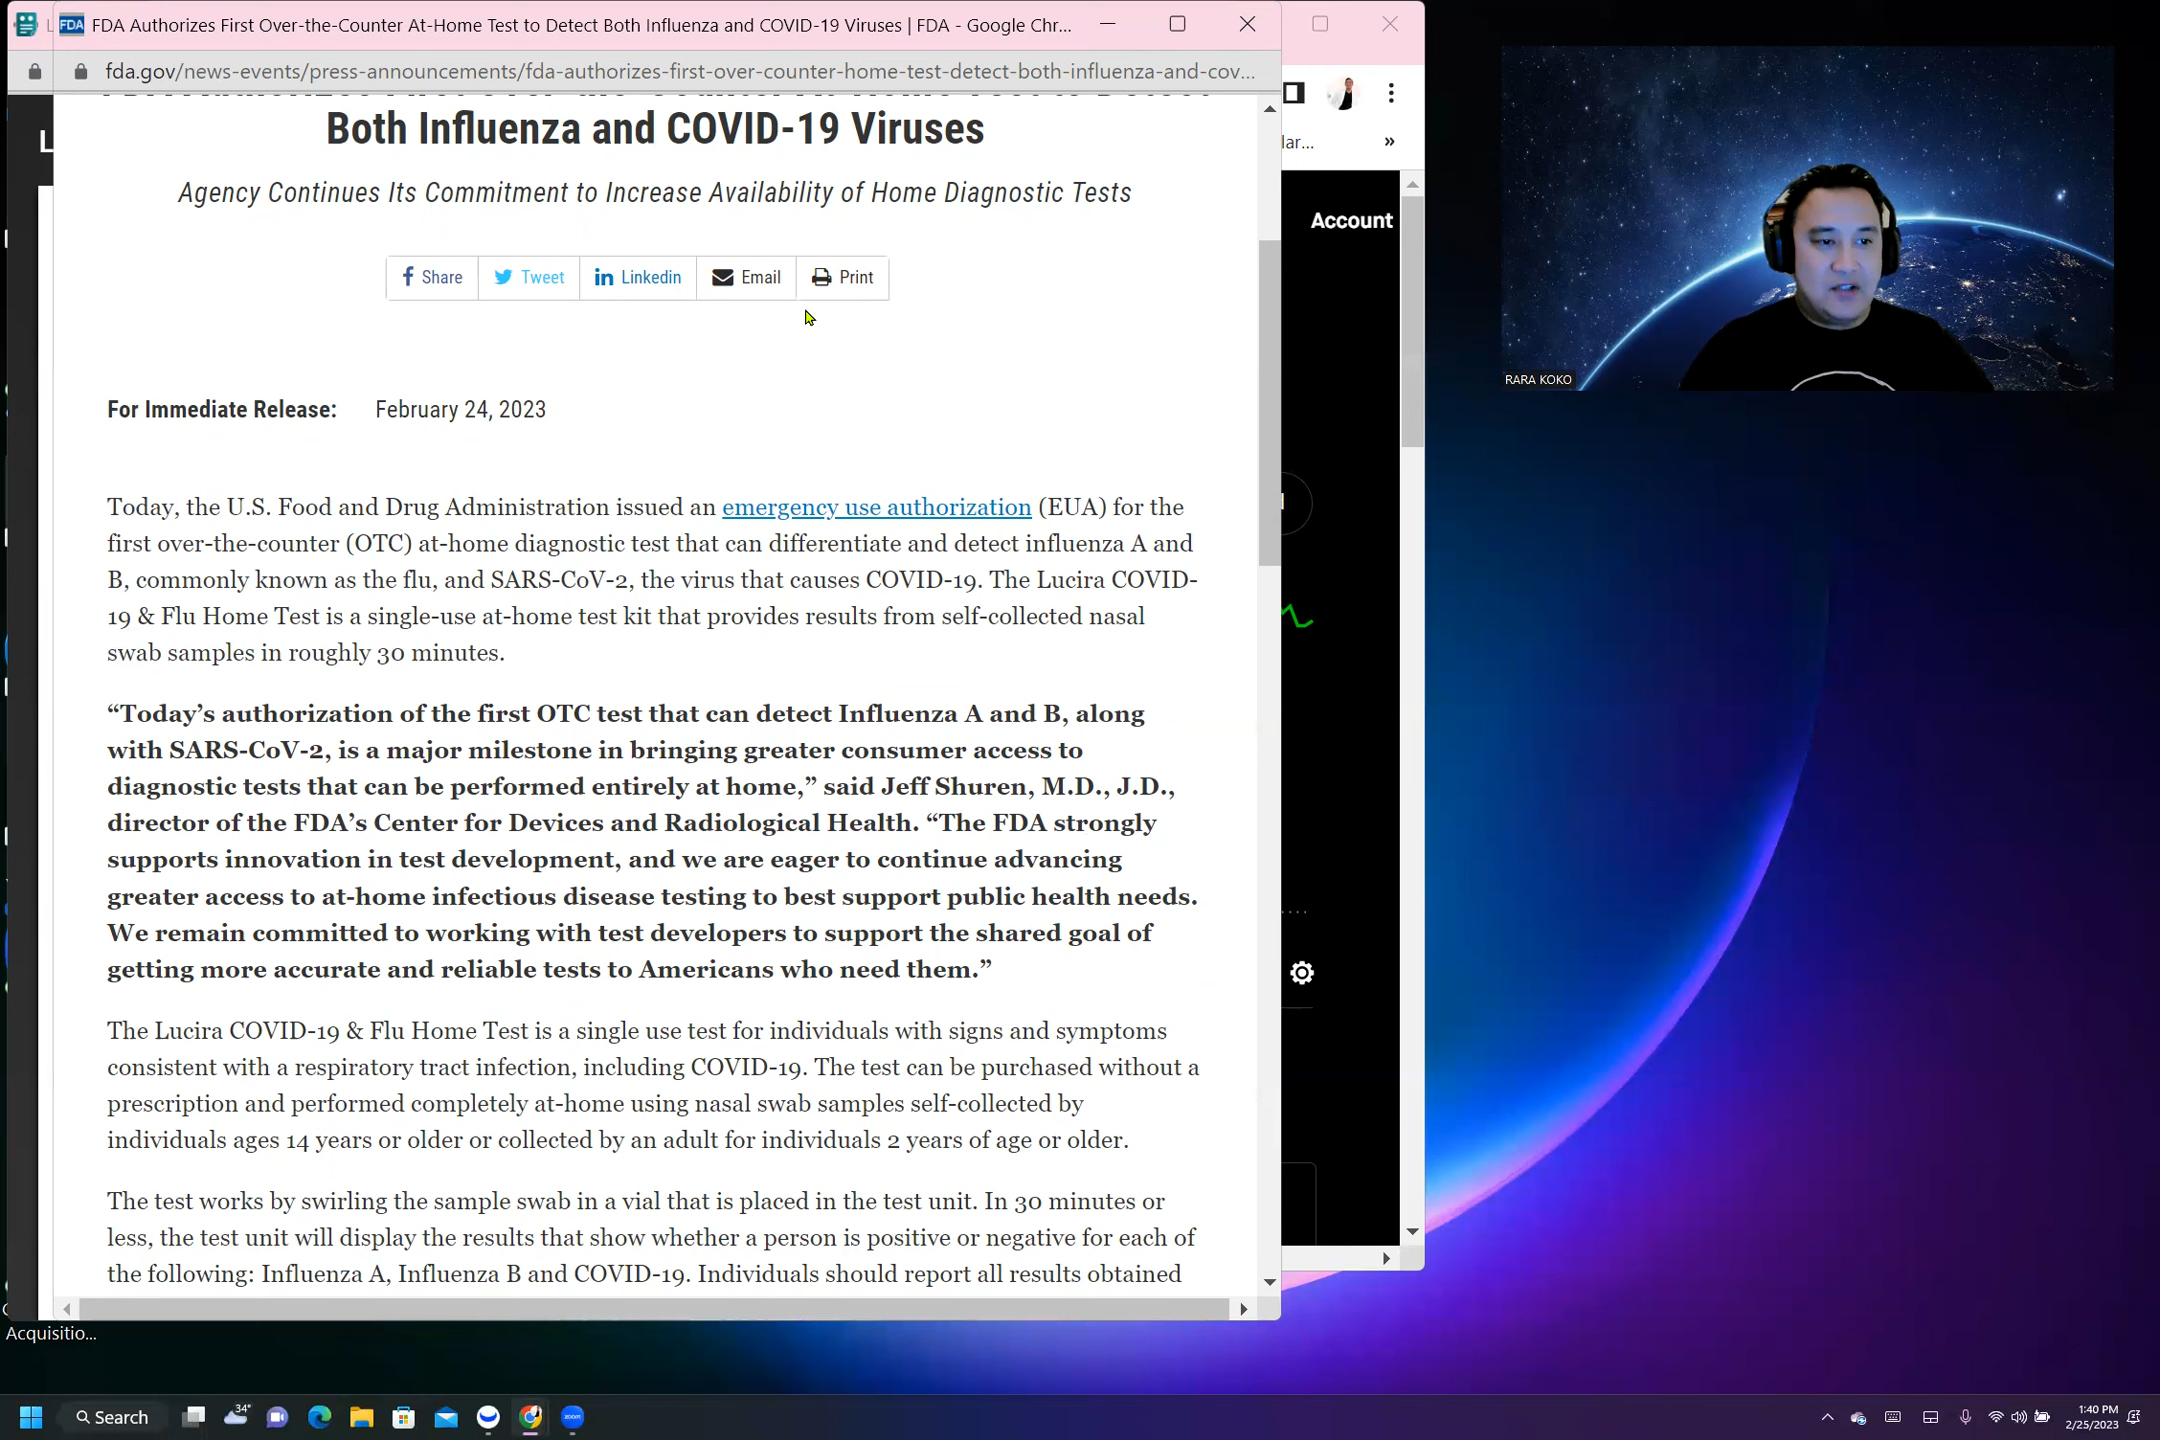 FDA Authorizes First Over-the-Counter At-Home Test to Detect Both Influenza and COVID-19 Viruses | FDA - Google Chr...
fda.gov/news-events/press-announcements/fda-authorizes-first-over-counter-home-test-detect-both-influenza-and-cov...
Both Influenza and COVID-19 Viruses
Agency Continues Its Commitment to Increase Availability of Home Diagnostic Tests
Share Tweet Linkedin Email Print
For Immediate Release: February 24, 2023
Today, the U.S. Food and Drug Administration issued an emergency use authorization (EUA) for the
first over-the-counter (OTC) at-home diagnostic test that can differentiate and detect influenza A and
B, commonly known as the flu, and SARS-CoV-2, the virus that causes COVID-19. The Lucira COVID-
19 & Flu Home Test is a single-use at-home test kit that provides results from self-collected nasal
swab samples in roughly 30 minutes.
“Today’s authorization of the first OTC test that can detect Influenza A and B, along
with SARS-CoV-2, is a major milestone in bringing greater consumer access to
diagnostic tests that can be performed entirely at home,” said Jeff Shuren, M.D., J.D.,
director of the FDA’s Center for Devices and Radiological Health. “The FDA strongly
supports innovation in test development, and we are eager to continue advancing
greater access to at-home infectious disease testing to best support public health needs.
We remain committed to working with test developers to support the shared goal of
getting more accurate and reliable tests to Americans who need them.”
The Lucira COVID-19 & Flu Home Test is a single use test for individuals with signs and symptoms
consistent with a respiratory tract infection, including COVID-19. The test can be purchased without a
prescription and performed completely at-home using nasal swab samples self-collected by
individuals ages 14 years or older or collected by an adult for individuals 2 years of age or older.
The test works by swirling the sample swab in a vial that is placed in the test unit. In 30 minutes or
less, the test unit will display the results that show whether a person is positive or negative for each of
the following: Influenza A, Influenza B and COVID-19. Individuals should report all results obtained
lar...
Account
RARA KOKO
Acquisitio...
Search
34°
zoom
1:40 PM
2/25/2023